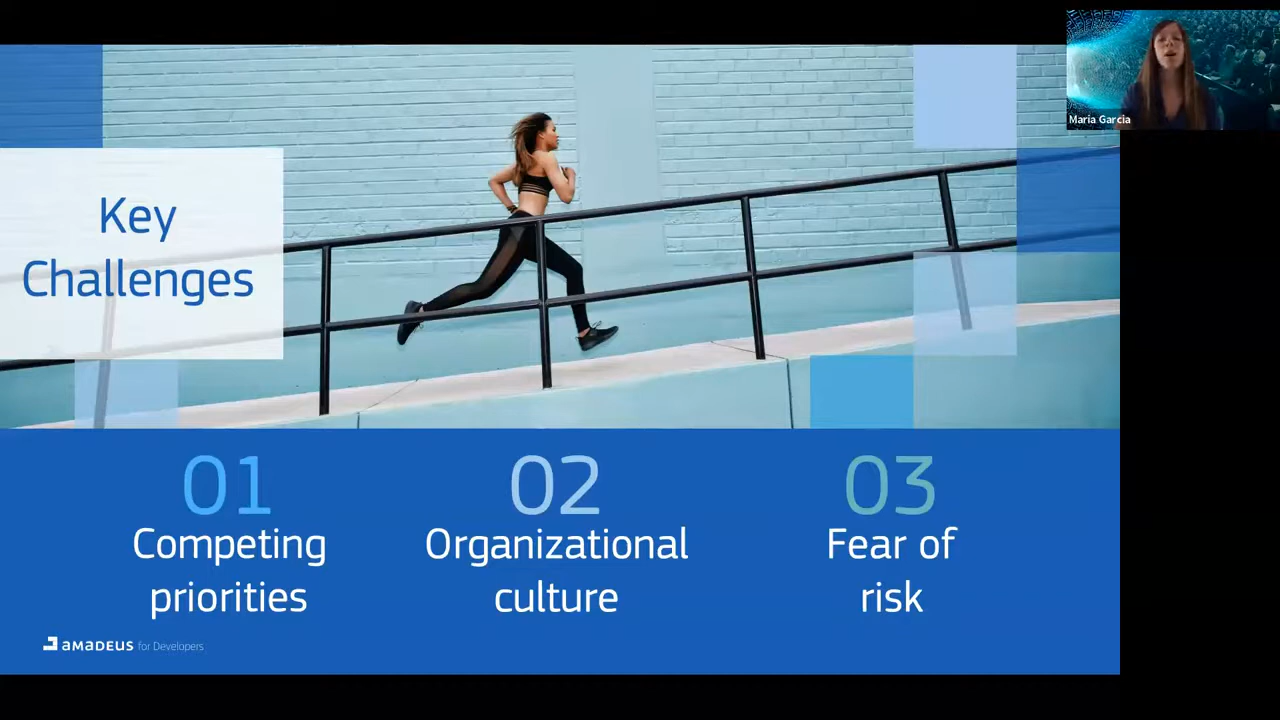 Maria Garcia
Key
Challenges
01
Competing
priorities
02
Organizational
culture
03
Fear of
risk
amadeus for Developers